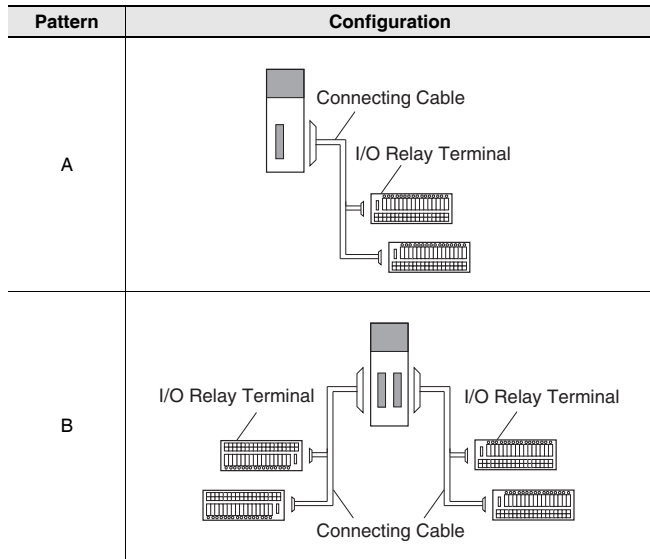 Pattern Configuration
A
Connecting Cable
I/O Relay Terminal
B
I/O Relay Terminal I/O Relay Terminal
Connecting Cable